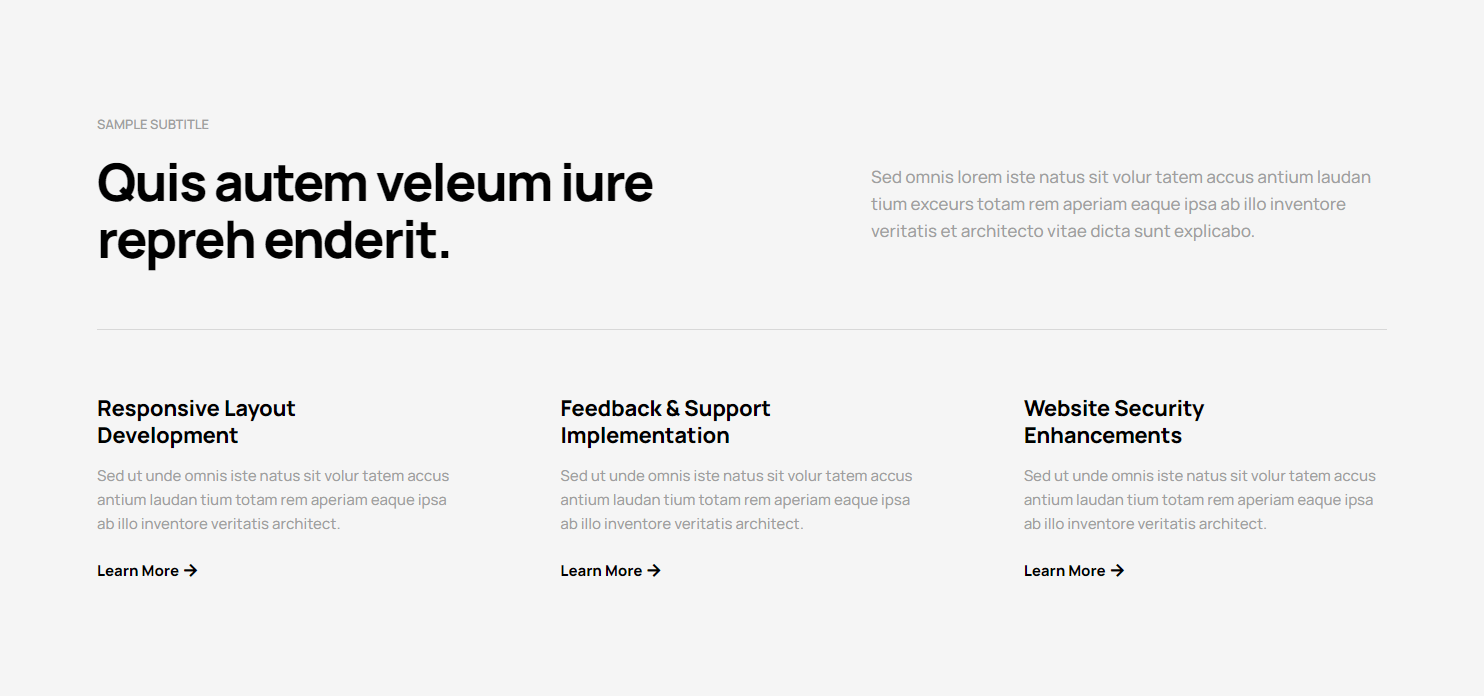 SAMPLE SUBTITLE
Quis autem veleum iure
repreh enderit.
Sed omnis lorem iste natus sit volur tatem accus antium laudan
tium exceurs totam rem aperiam eaque ipsa ab illo inventore
veritatis et architecto vitae dicta sunt explicabo.
Responsive Layout
Development
Sed ut unde omnis iste natus sit volur tatem accus
antium laudan tium totam rem aperiam eaque ipsa
ab illo inventore veritatis architect.
Learn More →
Feedback & Support
Implementation
Sed ut unde omnis iste natus sit volur tatem accus
antium laudan tium totam rem aperiam eaque ipsa
ab illo inventore veritatis architect.
Learn More →
Website Security
Enhancements
Sed ut unde omnis iste natus sit volur tatem accus
antium laudan tium totam rem aperiam eaque ipsa
ab illo inventore veritatis architect.
Learn More →